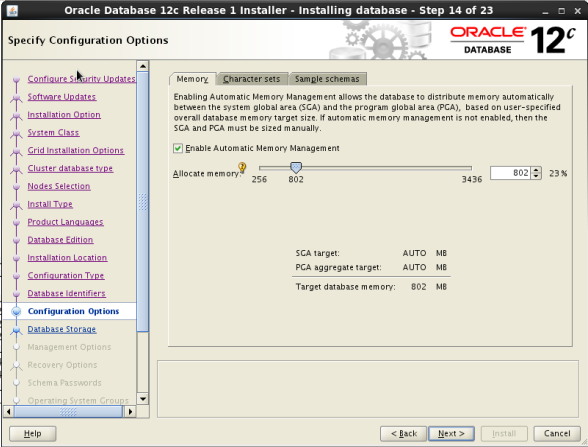 Oracle Database 12c Release 1 Installer - Installing database - Step 14 of 23
Specify Configuration Options
ORACLE
DATABASE
12c
Configure Security Updates
Software Updates
Installation Option
System Class
Grid Installation Options
Cluster database type
Nodes Selection
Install Type
Product Languages
Database Edition
Installation Location
Configuration Type
Database Identifiers
Configuration Options
Database Storage
Management Options
Recovery Options
Schema Passwords
Operating System Groups
Memory Character sets Sample schemas
Enabling Automatic Memory Management allows the database to distribute memory automatically
between the system global area (SGA) and the program global area (PGA), based on user-specified
overall database memory target size. If automatic memory management is not enabled, then the
SGA and PGA must be sized manually.
Enable Automatic Memory Management
Allocate memory: 802 23 %
256 802 3436
SGA target: AUTO MB
PGA aggregate target: AUTO MB
Target database memory: 802 MB
Help < Back Next > Install Cancel